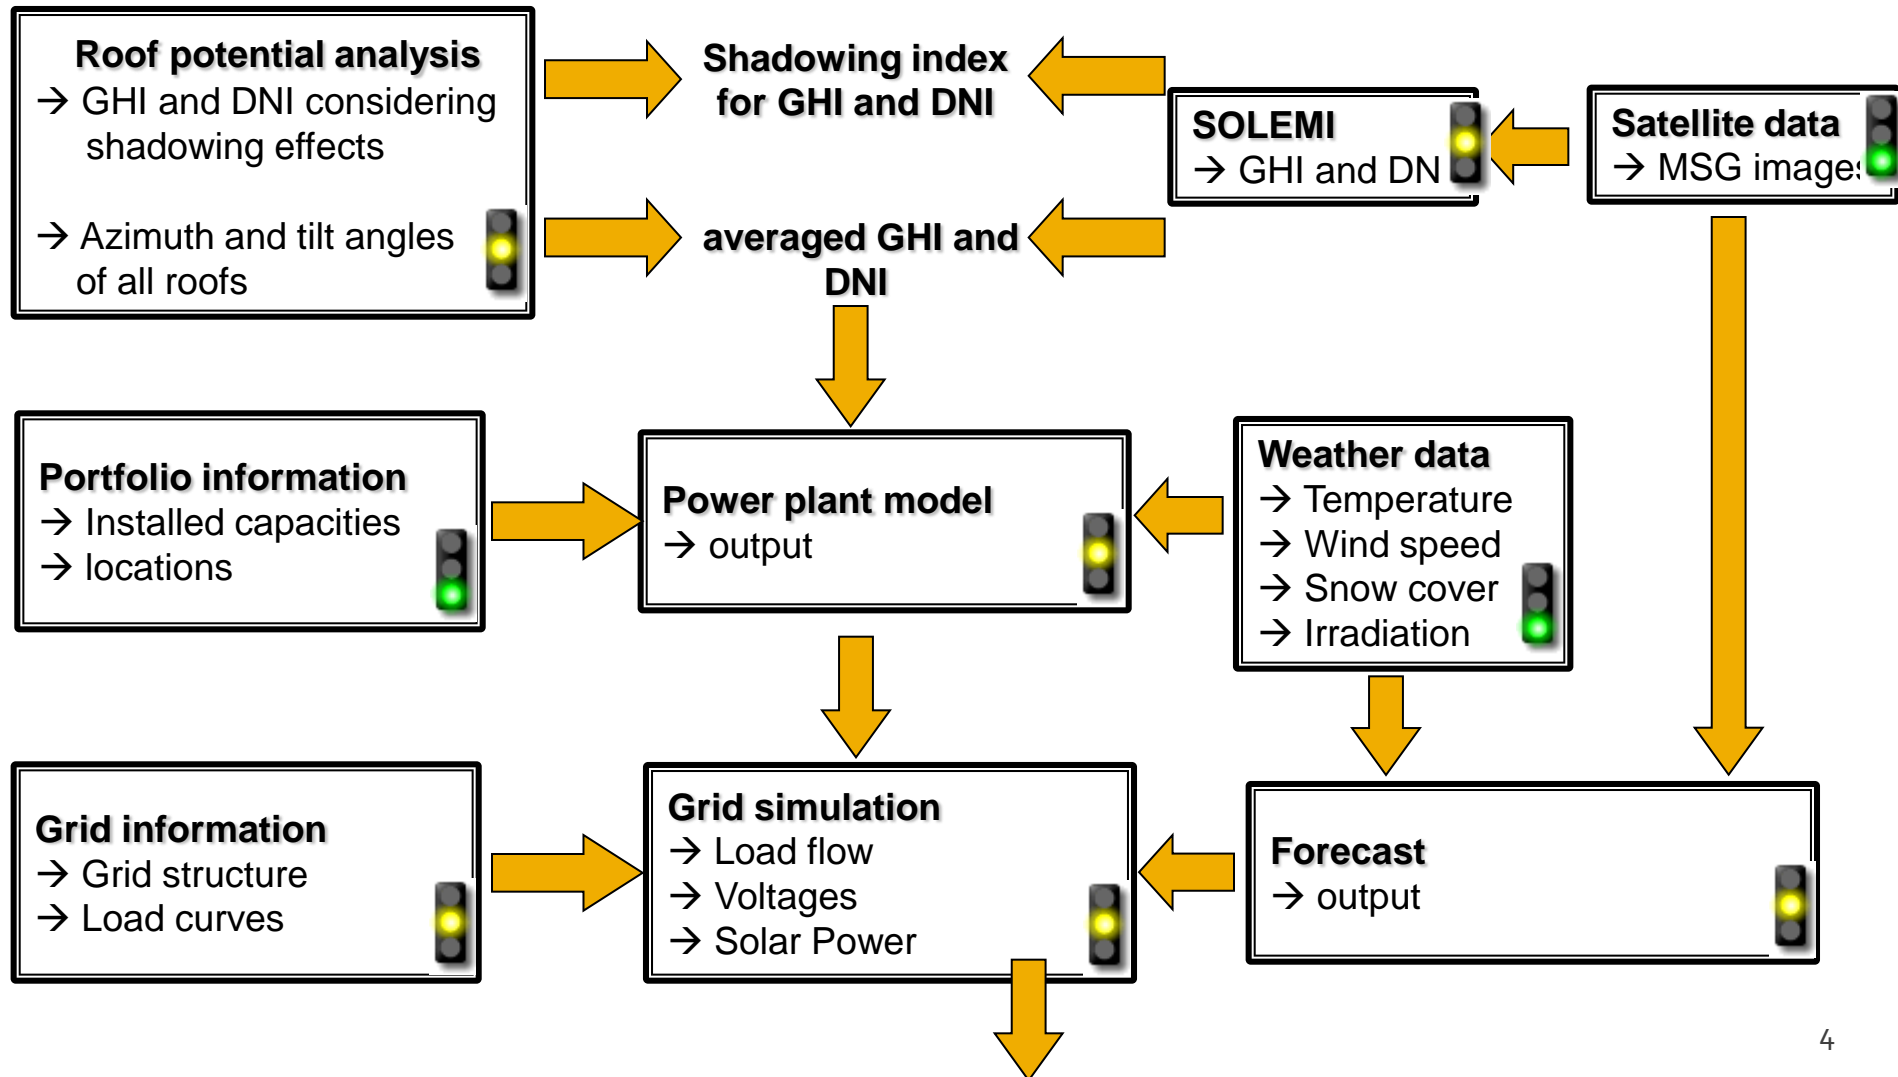 Roof potential analysis
→ GHI and DNI considering
shadowing effects
→ Azimuth and tilt angles
of all roofs
Shadowing index
for GHI and DNI
averaged GHI and
DNI
SOLEMI
→ GHI and DN
Satellite data
→ MSG images
Portfolio information
→ Installed capacities
→ locations
Power plant model
→ output
Weather data
→ Temperature
→ Wind speed
→ Snow cover
→ Irradiation
Grid information
→ Grid structure
→ Load curves
Grid simulation
→ Load flow
→ Voltages
→ Solar Power
Forecast
→ output
4